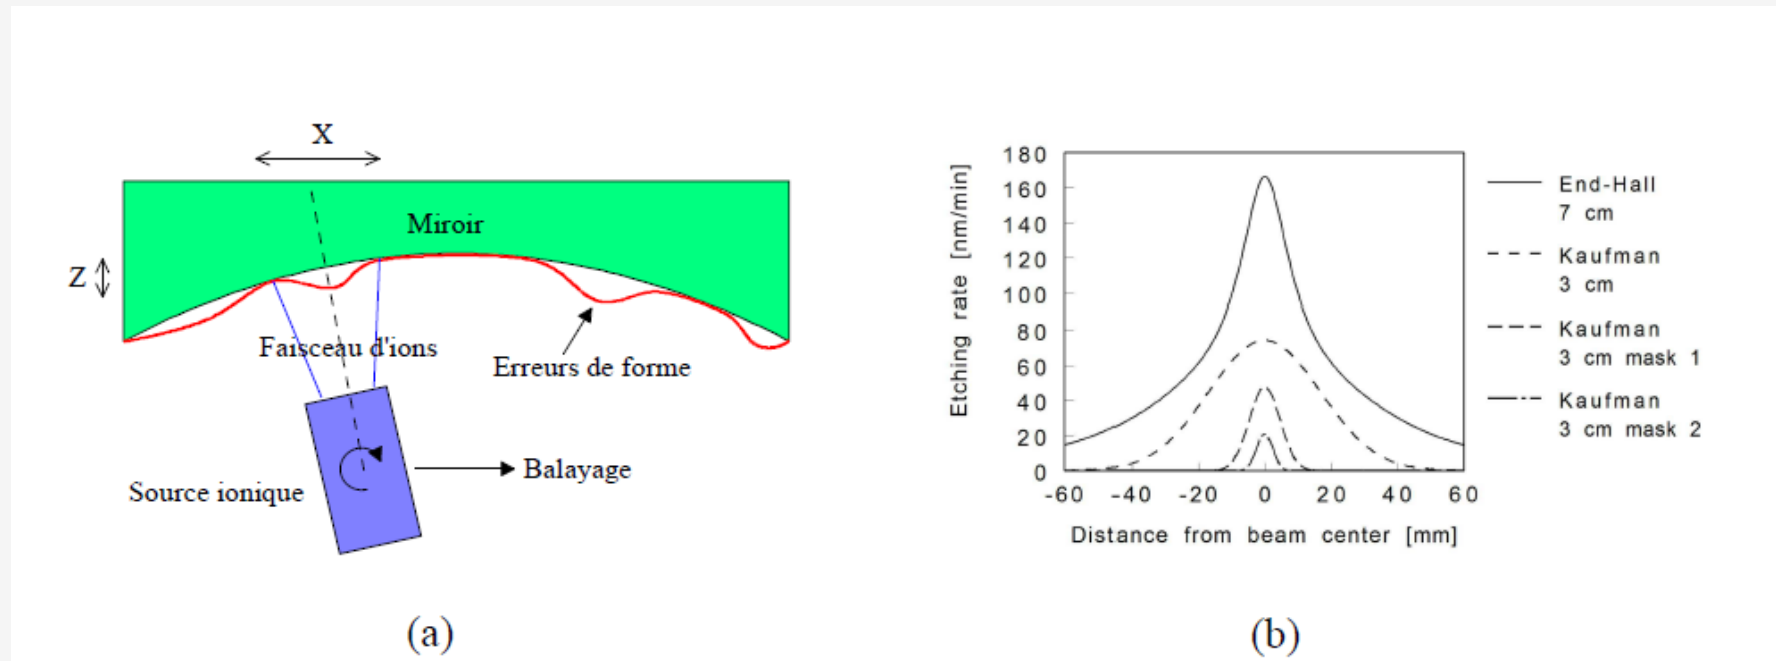 X
Miroir
Z
Faisceau d'ions
Erreurs de forme
Source ionique
Balayage
(a)
Etching rate [nm/min]
180
160
140
120
100
80
60
40
20
0
-60 -40 -20 0 20 40 60
Distance from beam center [mm]
End-Hall
7 cm
Kaufman
3 cm
Kaufman
3 cm mask 1
Kaufman
3 cm mask 2
(b)